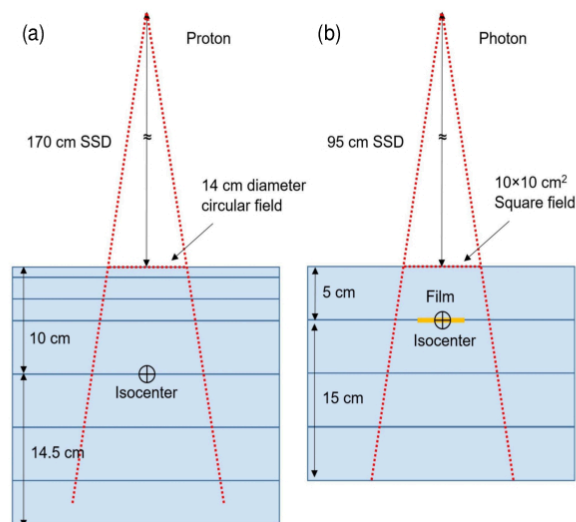 (a)
Proton
170 cm SSD
≈
14 cm diameter
circular field
10 cm
Isocenter
14.5 cm
(b)
Photon
95 cm SSD
≈
10×10 cm²
Square field
5 cm
Film
Isocenter
15 cm